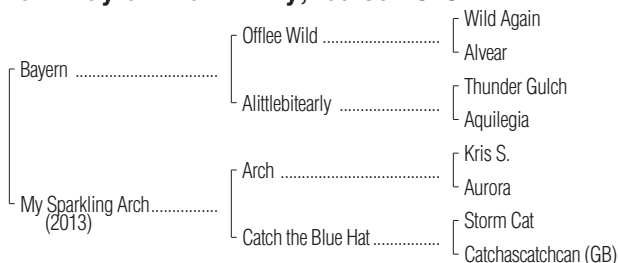 Wild Again
Offlee Wild ........................
Alvear
Bayern .................................
Thunder Gulch
Alittlebitearly .......................
Aquilegia
Kris S.
Arch .....................................
Aurora
My Sparkling Arch...............
(2013)
Storm Cat
Catch the Blue Hat...............
Catchascatchcan (GB)